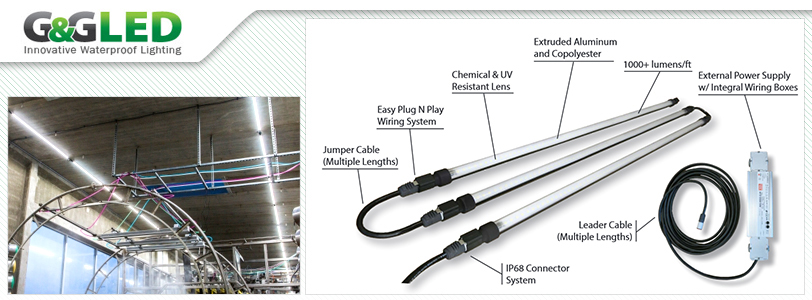 G&GLED
Innovative Waterproof Lighting
Extruded Aluminum
and Copolyester
1000+ lumens/ft
Chemical & UV
Resistant Lens
External Power Supply
w/ Integral Wiring Boxes
Easy Plug N Play
Wiring System
Jumper Cable
(Multiple Lengths)
Leader Cable
(Multiple Lengths)
IP68 Connector
System